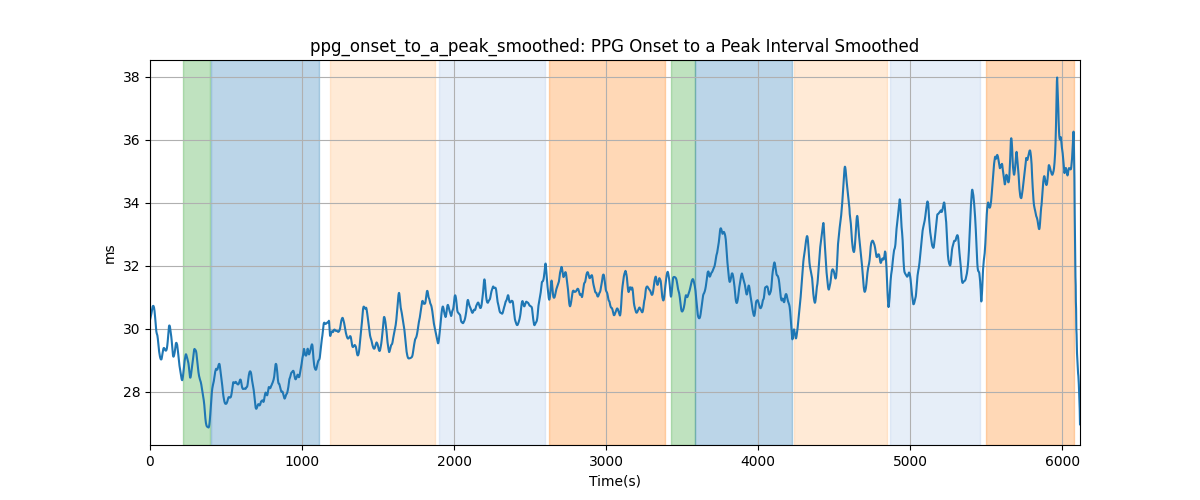 ppg_onset_to_a_peak_smoothed: PPG Onset to a Peak Interval Smoothed
38
36
34
32
30
28
ms
0 1000 2000 3000 4000 5000 6000
Time(s)